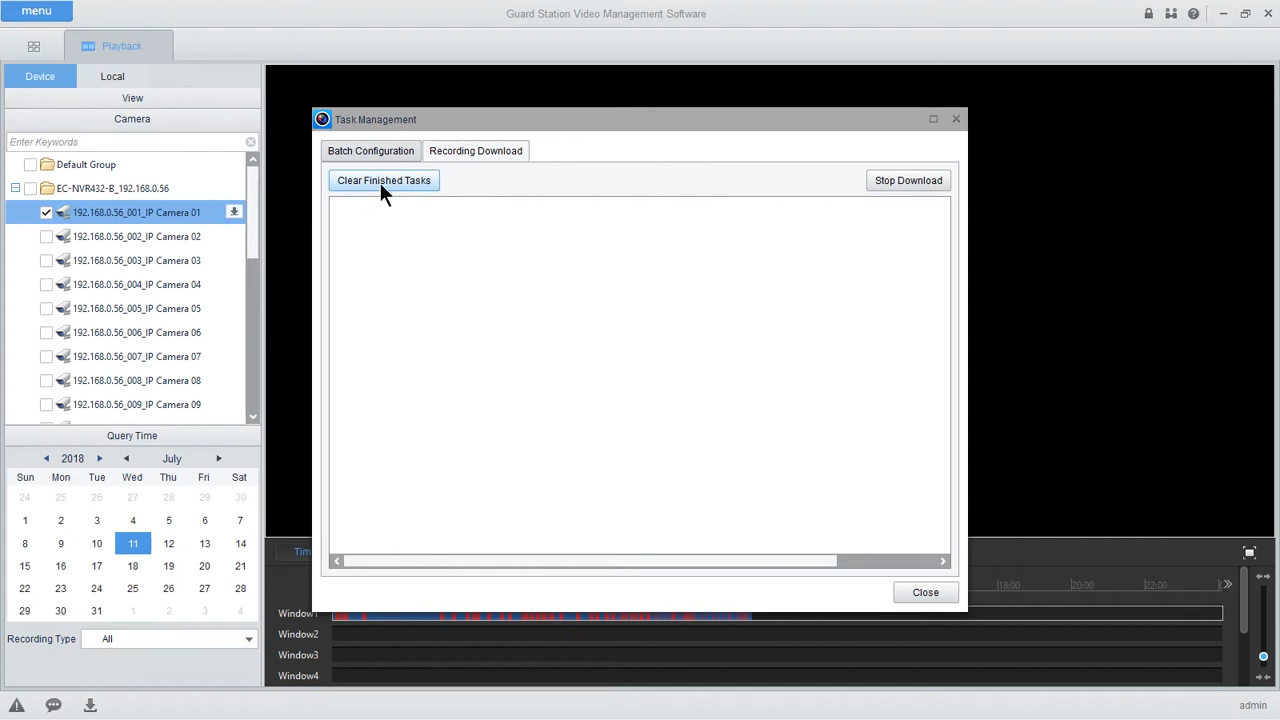 menu
Guard Station Video Management Software
Playback
Device Local
View
Camera
Enter Keywords
Default Group
EC-NVR432-B_192.168.0.56
192.168.0.56_001_IP Camera 01
192.168.0.56_002_IP Camera 02
192.168.0.56_003_IP Camera 03
192.168.0.56_004_IP Camera 04
192.168.0.56_005_IP Camera 05
192.168.0.56_006_IP Camera 06
192.168.0.56_007_IP Camera 07
192.168.0.56_008_IP Camera 08
192.168.0.56_009_IP Camera 09
Query Time
2018 July
Sun Mon Tue Wed Thu Fri Sat
24 25 26 27 28 29 30
1 2 3 4 5 6 7
8 9 10 11 12 13 14
15 16 17 18 19 20 21
22 23 24 25 26 27 28
29 30 31 1 2 3 4
Recording Type All
Task Management
Batch Configuration Recording Download
Clear Finished Tasks Stop Download
Close
Tim
18:00 20:00 22:00
Window1
Window2
Window3
Window4
admin